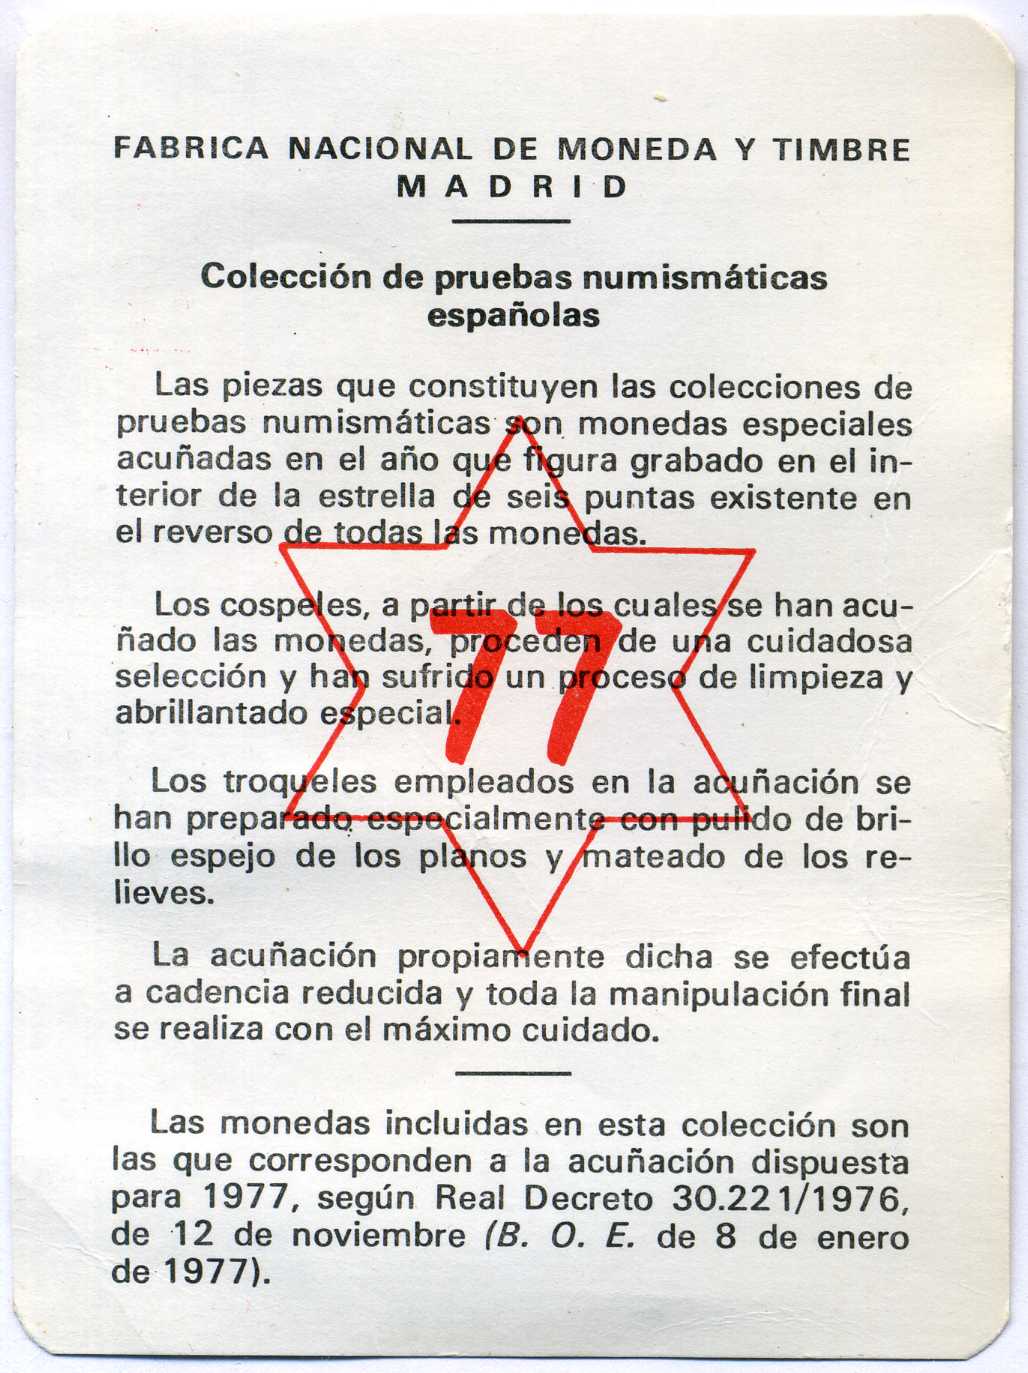 FABRICA NACIONAL DE MONEDA Y TIMBRE
MADRID
Colección de pruebas numismáticas
españolas
Las piezas que constituyen las colecciones de
pruebas numismáticas son monedas especiales
acuñadas en el año que figura grabado en el in-
terior de la estrella de seis puntas existente en
el reverso de todas las monedas.
Los cospeles, a partir de los cuales se han acu-
ñado las monedas, proceden de una cuidadosa
selección y han sufrido un proceso de limpieza y
abrillantado especial.
77
Los troqueles empleados en la acuñación se
han preparado especialmente con pulido de bri-
llo espejo de los planos y mateado de los re-
lieves.
La acuñación propiamente dicha se efectúa
a cadencia reducida y toda la manipulación final
se realiza con el máximo cuidado.
Las monedas incluidas en esta colección son
las que corresponden a la acuñación dispuesta
para 1977, según Real Decreto 30.221/1976,
de 12 de noviembre (B. O. E. de 8 de enero
de 1977).